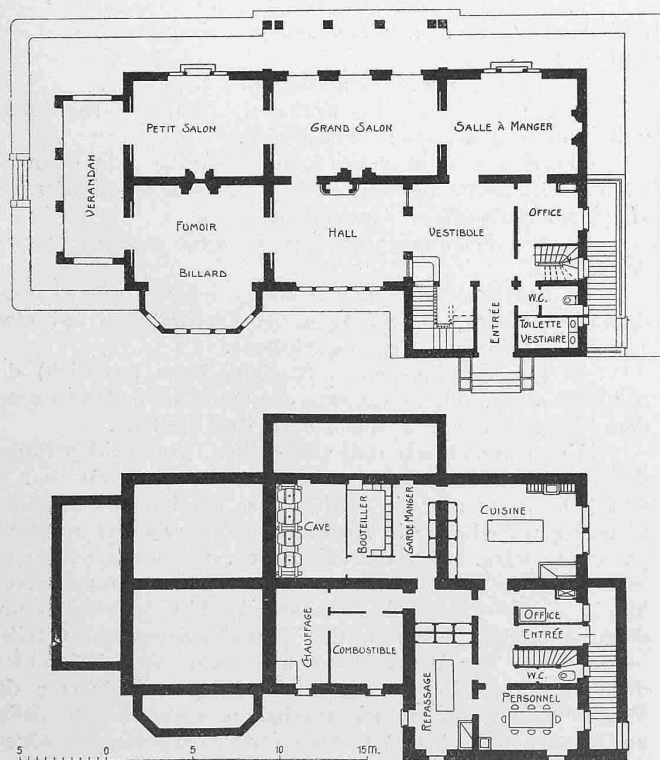 PETIT SALON
GRAND SALON
SALLE À MANGER
VERANDAH
FUMOIR
BILLARD
HALL
VESTIBULE
OFFICE
W.C.
TOILETTE
VESTIAIRE
ENTRÉE
CAVE
BOUTEILLER
GARDE MANGER
CUISINE
CHAUFFAGE
COMBUSTIBLE
OFFICE
ENTRÉE
W.C.
REPASSAGE
PERSONNEL
5 0 5 10 15 m.